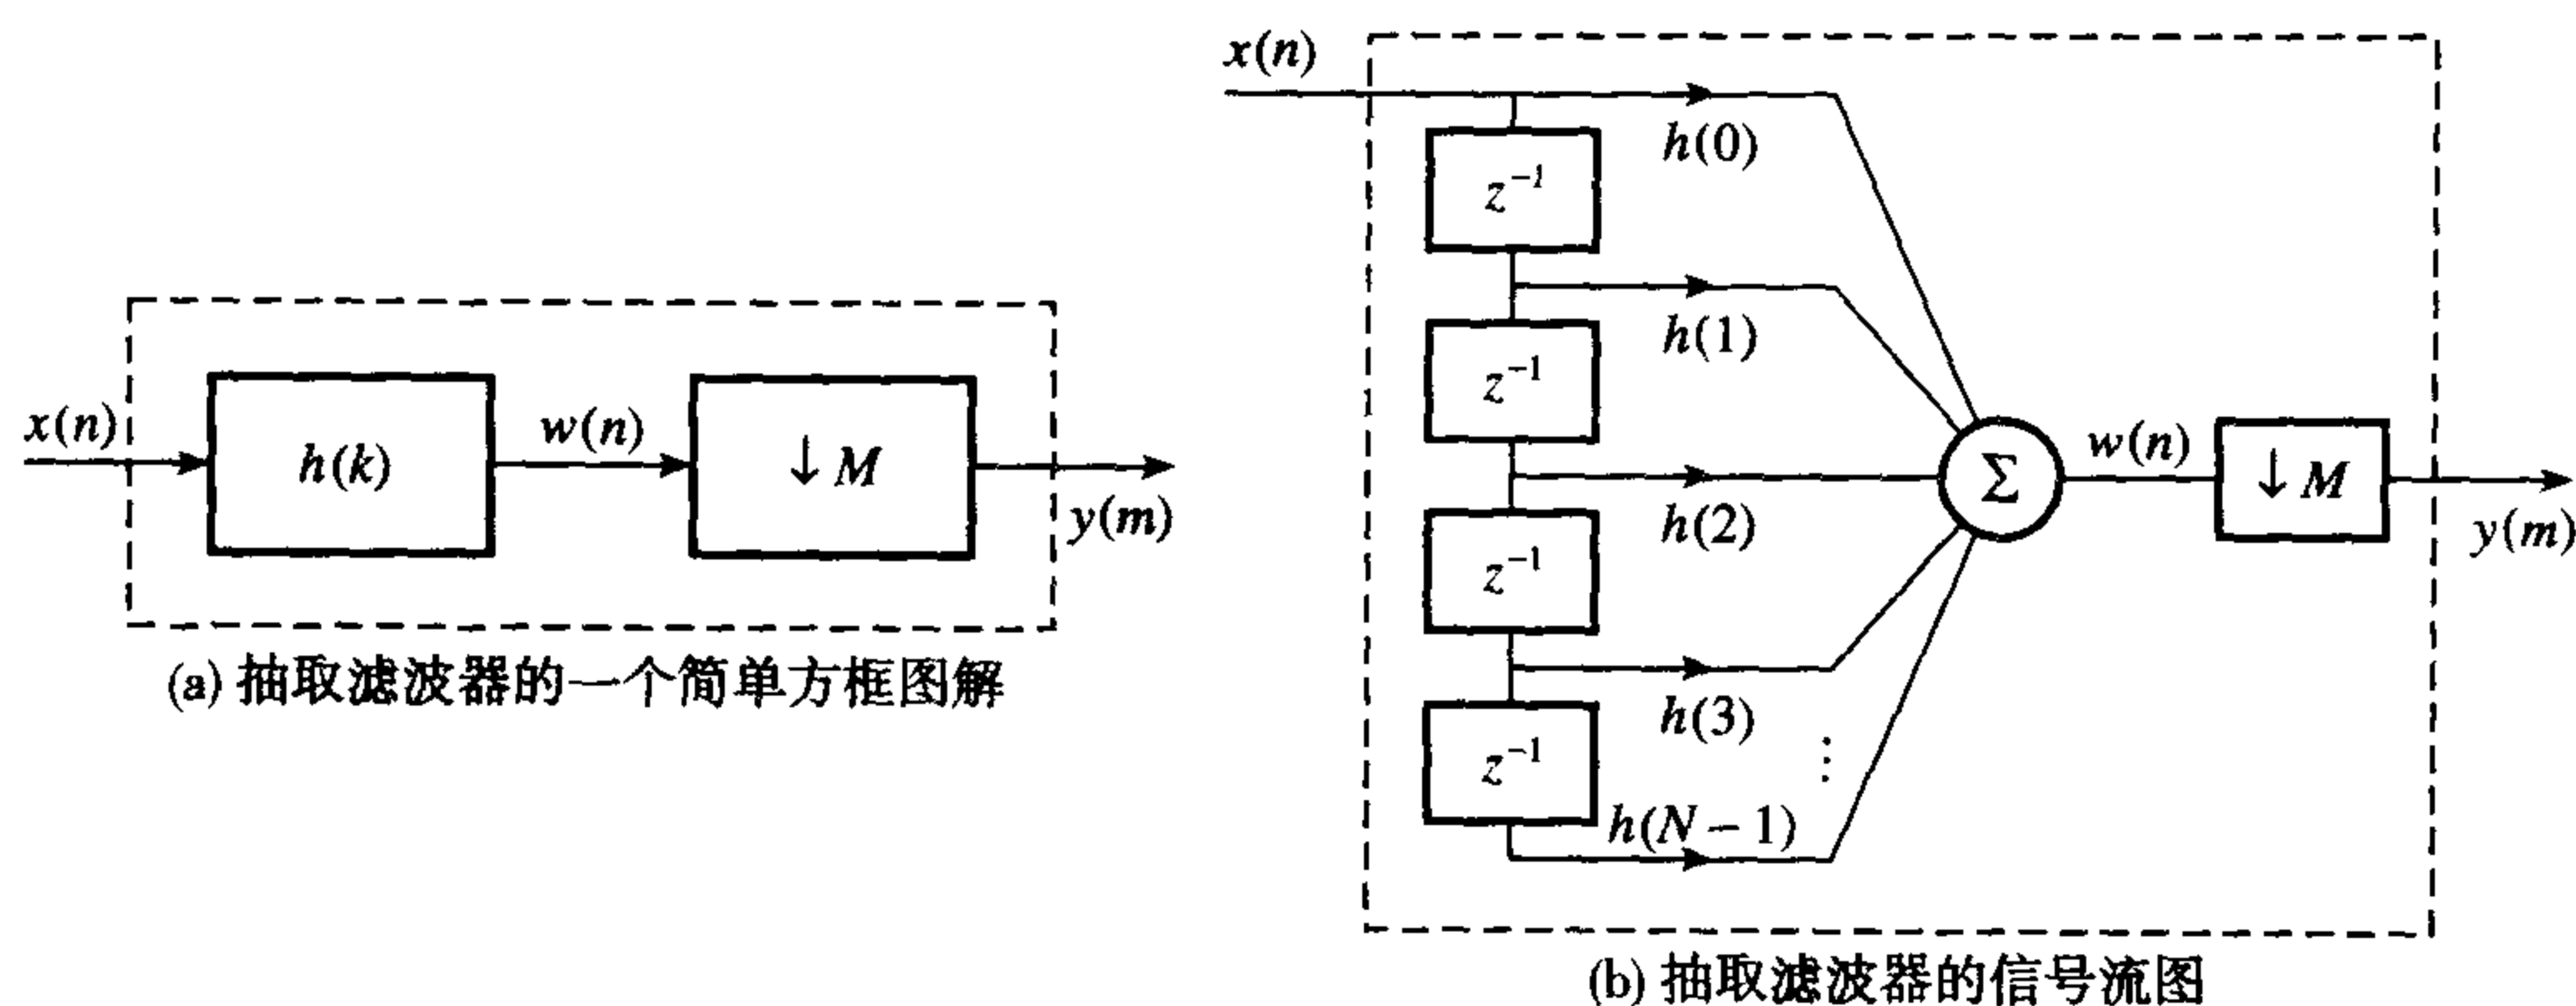 x(n)
h(k)
w(n)
↓ M
y(m)
(a) 抽取滤波器的一个简单方框图解
x(n)
h(0)
z⁻¹
h(1)
z⁻¹
h(2)
z⁻¹
h(3)
z⁻¹
⋮
h(N − 1)
Σ
w(n)
↓ M
y(m)
(b) 抽取滤波器的信号流图